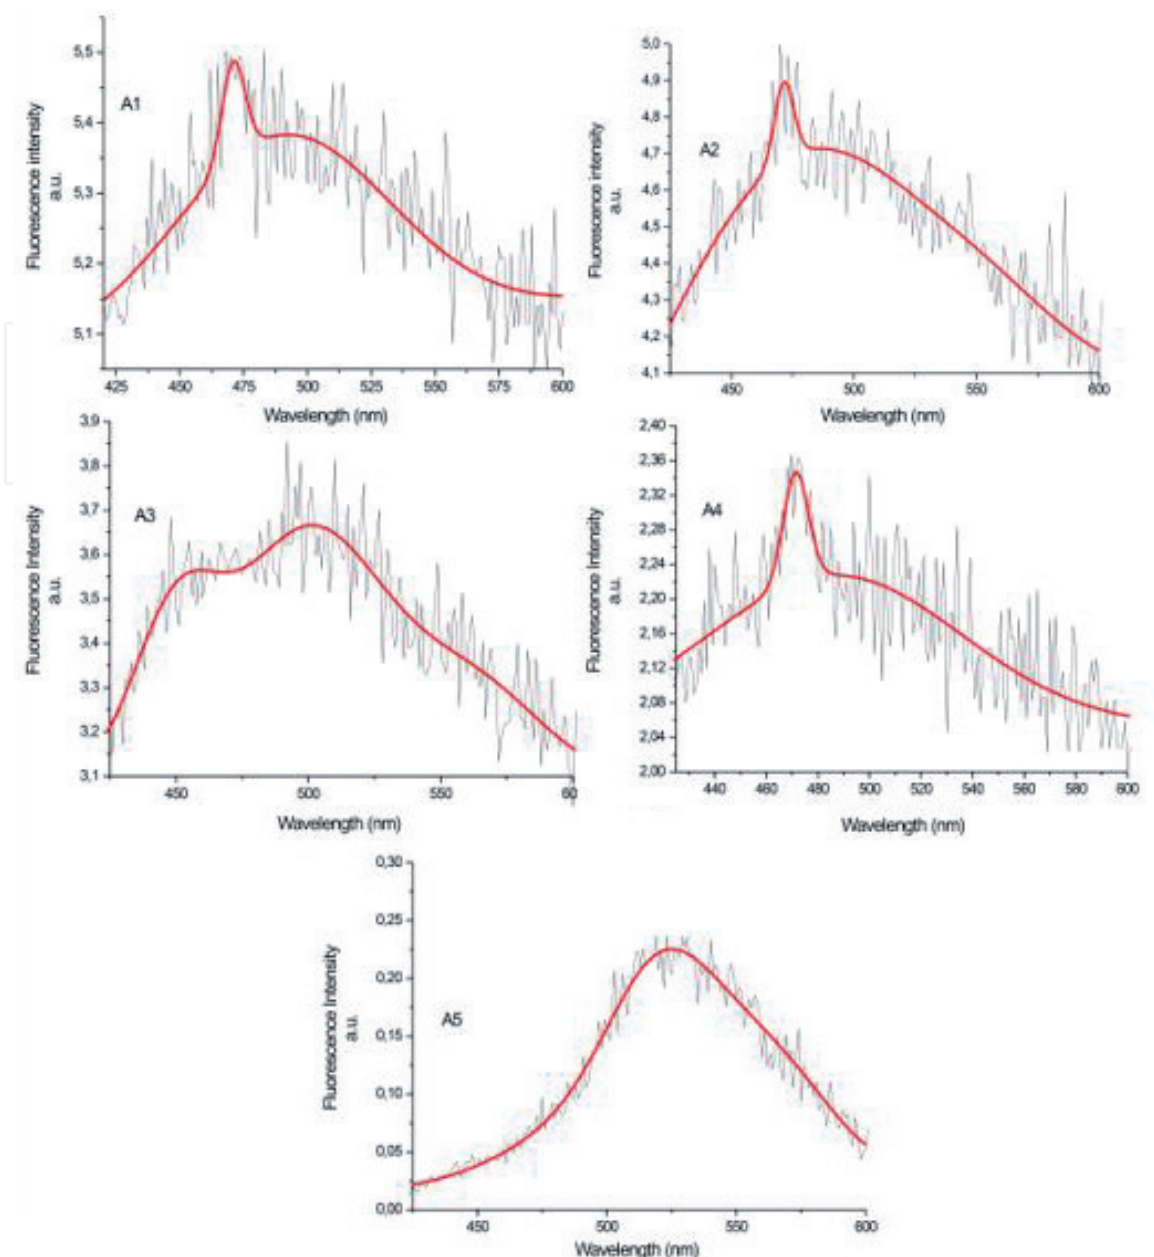 Fluorescence intensity
a.u.
A1
5,5
5,4
5,3
5,2
5,1
425 450 475 500 525 550 575 600
Wavelength (nm)
Fluorescence intensity
a.u.
A2
5,0
4,9
4,8
4,7
4,6
4,5
4,4
4,3
4,2
4,1
450 500 550 600
Wavelength (nm)
Fluorescence Intensity
a.u.
A3
3,9
3,8
3,7
3,6
3,5
3,4
3,3
3,2
3,1
450 500 550 60
Wavelength (nm)
Fluorescence Intensity
a.u.
A4
2,40
2,36
2,32
2,28
2,24
2,20
2,16
2,12
2,08
2,04
2,00
440 460 480 500 520 540 560 580 600
Wavelength (nm)
Fluorescence Intensity
a.u.
A5
0,30
0,25
0,20
0,15
0,10
0,05
0,00
450 500 550 600
Wavelength (nm)